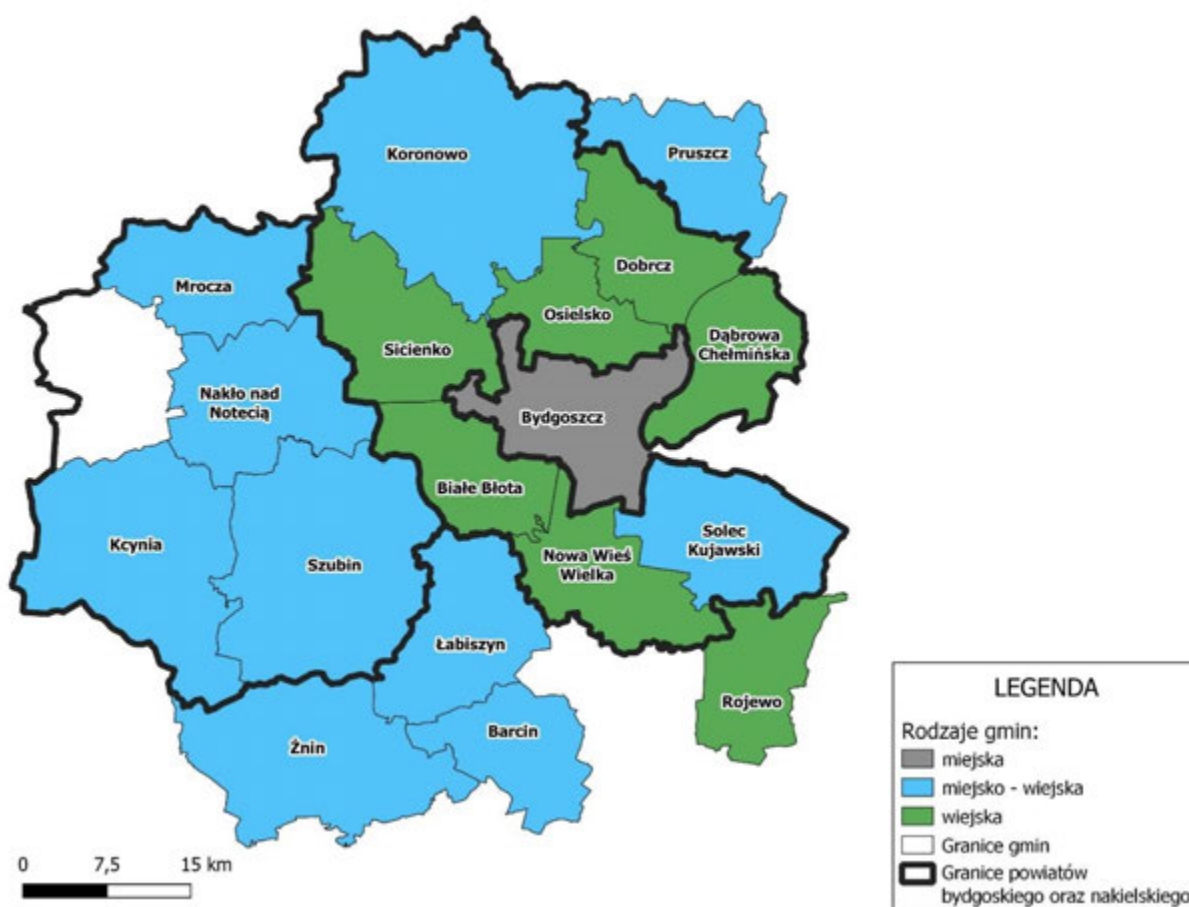 Koronowo
Pruszcz
Mrocza
Dobrcz
Osielsko
Sicienko
Dąbrowa
Chełmińska
Nakło nad
Notecią
Bydgoszcz
Białe Błota
Kcynia
Szubin
Nowa Wieś
Wielka
Solec
Kujawski
Łabiszyn
Rojewo
Żnin
Barcin
0 7,5 15 km
LEGENDA
Rodzaje gmin:
miejska
miejsko - wiejska
wiejska
Granice gmin
Granice powiatów
bydgoskiego oraz nakielskiego